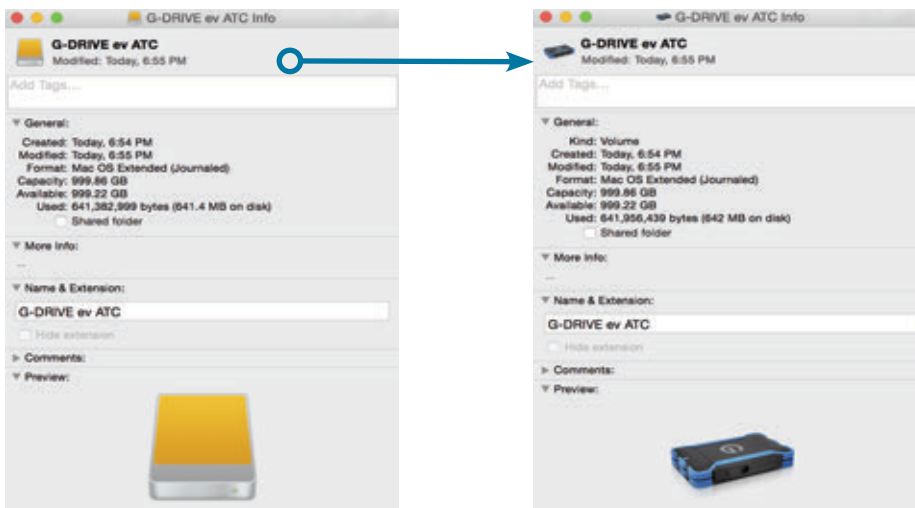 G-DRIVE ev ATC Info
G-DRIVE ev ATC
Modified: Today, 6:55 PM
Add Tags...
General:
Created: Today, 6:54 PM
Modified: Today, 6:55 PM
Format: Mac OS Extended (Journaled)
Capacity: 999.86 GB
Available: 999.22 GB
Used: 641,382,999 bytes (641.4 MB on disk)
Shared folder
More Info:
--
Name & Extension:
G-DRIVE ev ATC
Hide extension
Comments:
Preview:
G-DRIVE ev ATC Info
G-DRIVE ev ATC
Modified: Today, 6:55 PM
Add Tags...
General:
Kind: Volume
Created: Today, 6:54 PM
Modified: Today, 6:55 PM
Format: Mac OS Extended (Journaled)
Capacity: 999.86 GB
Available: 999.22 GB
Used: 641,956,439 bytes (642 MB on disk)
Shared folder
More Info:
--
Name & Extension:
G-DRIVE ev ATC
Hide extension
Comments:
Preview:
G